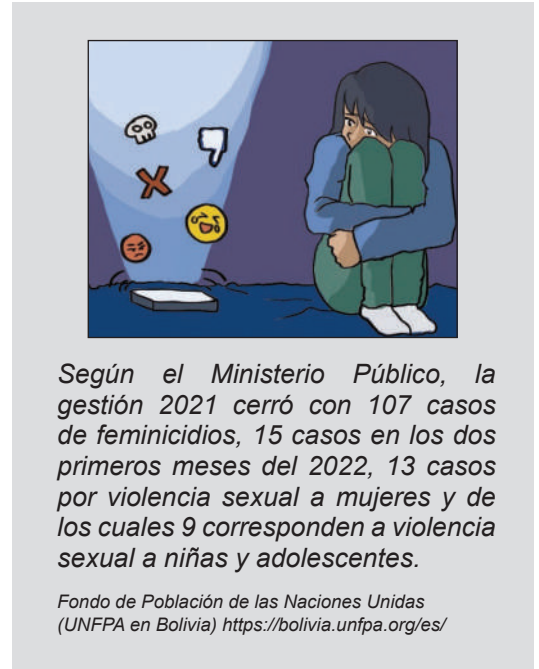 Según el Ministerio Público, la
gestión 2021 cerró con 107 casos
de feminicidios, 15 casos en los dos
primeros meses del 2022, 13 casos
por violencia sexual a mujeres y de
los cuales 9 corresponden a violencia
sexual a niñas y adolescentes.
Fondo de Población de las Naciones Unidas
(UNFPA en Bolivia) https://bolivia.unfpa.org/es/